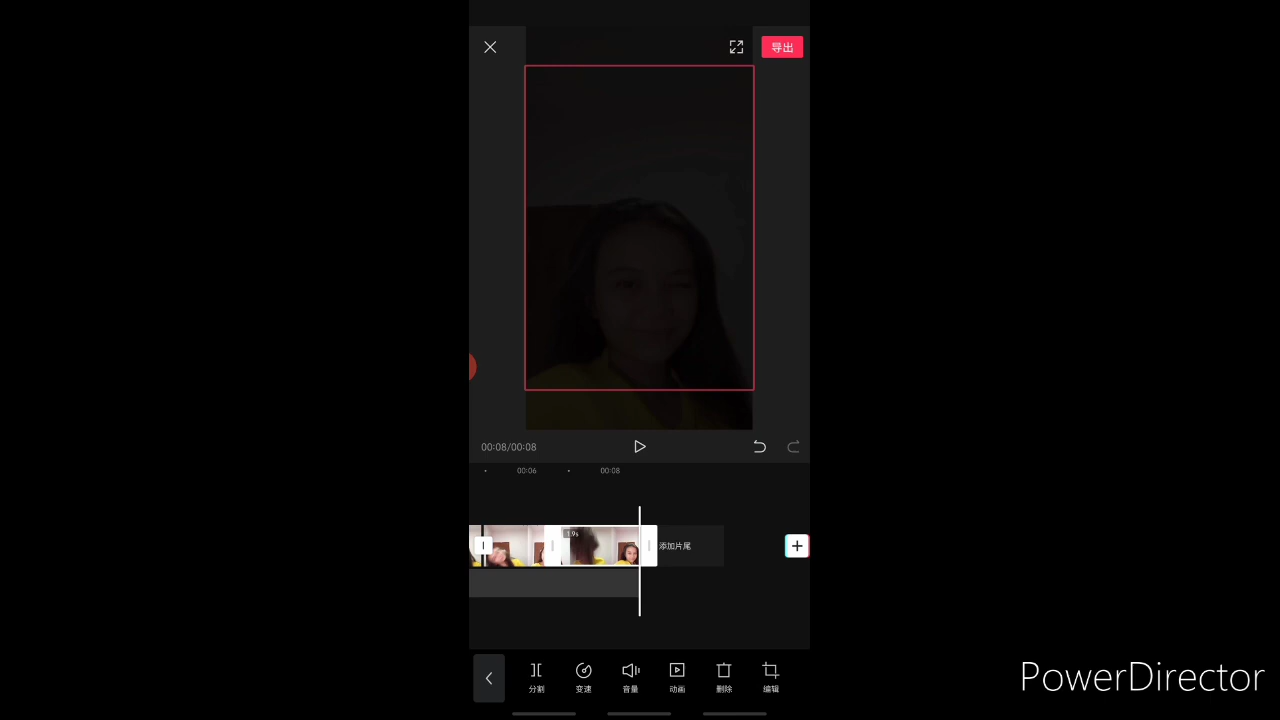 导出
00:08/00:08
00:06
00:08
1.9s
添加片尾
分割
变速
音量
动画
删除
编辑
PowerDirector